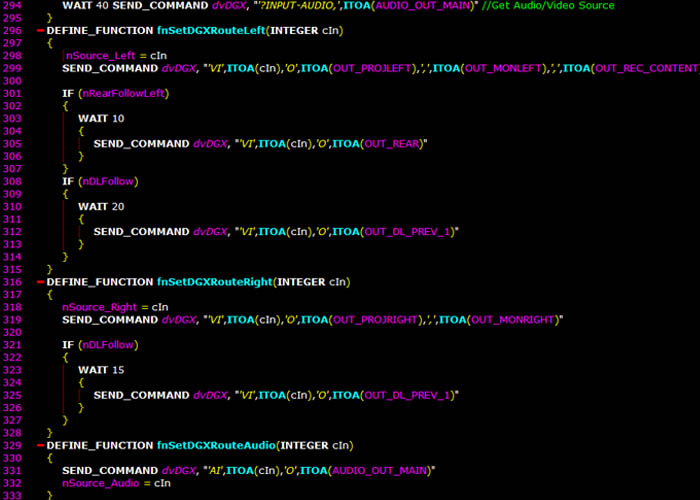 294 WAIT 40 SEND_COMMAND dvDGX, "'?INPUT-AUDIO,',ITOA(AUDIO_OUT_MAIN)" //Get Audio/Video Source
295 }
296 DEFINE_FUNCTION fnSetDGXRouteLeft(INTEGER cIn)
297 {
298 nSource_Left = cIn
299 SEND_COMMAND dvDGX, "'VI',ITOA(cIn),'O',ITOA(OUT_PROJLEFT),',',ITOA(OUT_MONLEFT),',',ITOA(OUT_REC_CONTENT
300
301 IF (nRearFollowLeft)
302 {
303 WAIT 10
304 {
305 SEND_COMMAND dvDGX, "'VI',ITOA(cIn),'O',ITOA(OUT_REAR)"
306 }
307 }
308 IF (nDLFollow)
309 {
310 WAIT 20
311 {
312 SEND_COMMAND dvDGX, "'VI',ITOA(cIn),'O',ITOA(OUT_DL_PREV_1)"
313 }
314 }
315 }
316 DEFINE_FUNCTION fnSetDGXRouteRight(INTEGER cIn)
317 {
318 nSource_Right = cIn
319 SEND_COMMAND dvDGX, "'VI',ITOA(cIn),'O',ITOA(OUT_PROJRIGHT),',',ITOA(OUT_MONRIGHT)"
320
321 IF (nDLFollow)
322 {
323 WAIT 15
324 {
325 SEND_COMMAND dvDGX, "'VI',ITOA(cIn),'O',ITOA(OUT_DL_PREV_1)"
326 }
327 }
328 }
329 DEFINE_FUNCTION fnSetDGXRouteAudio(INTEGER cIn)
330 {
331 SEND_COMMAND dvDGX, "'AI',ITOA(cIn),'O',ITOA(AUDIO_OUT_MAIN)"
332 nSource_Audio = cIn
333 }